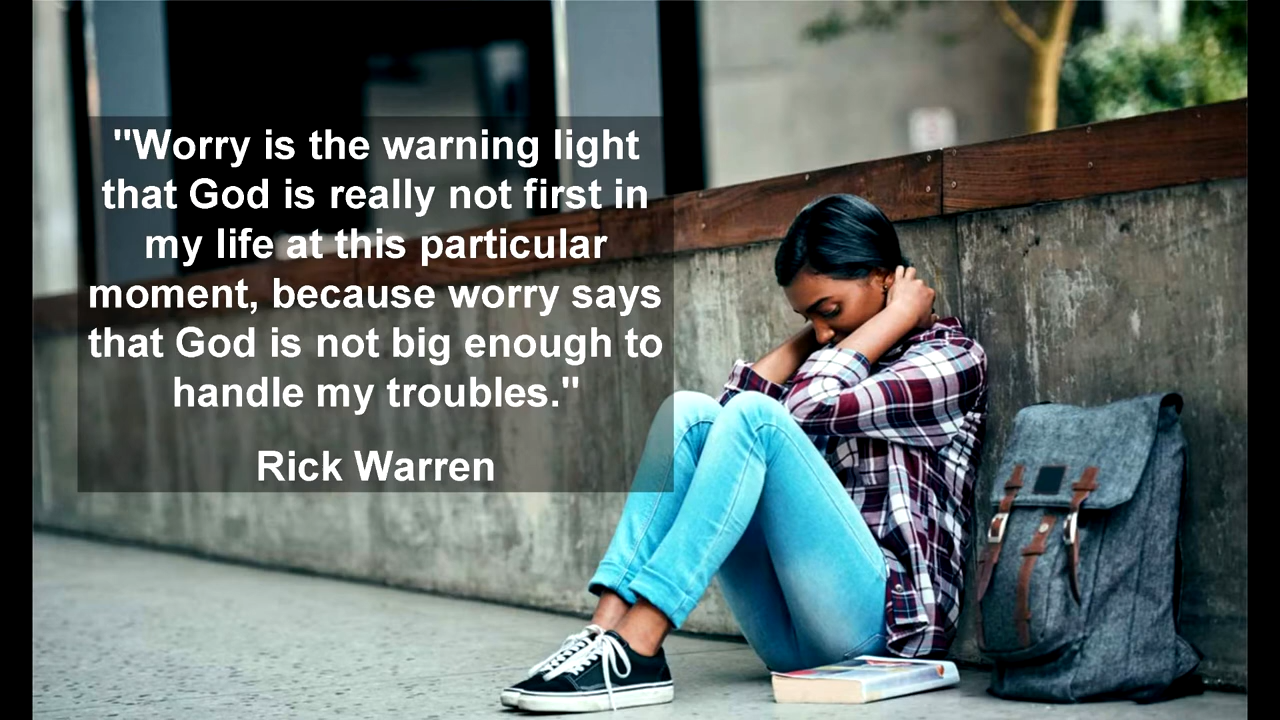 "Worry is the warning light
that God is really not first in
my life at this particular
moment, because worry says
that God is not big enough to
handle my troubles."
Rick Warren